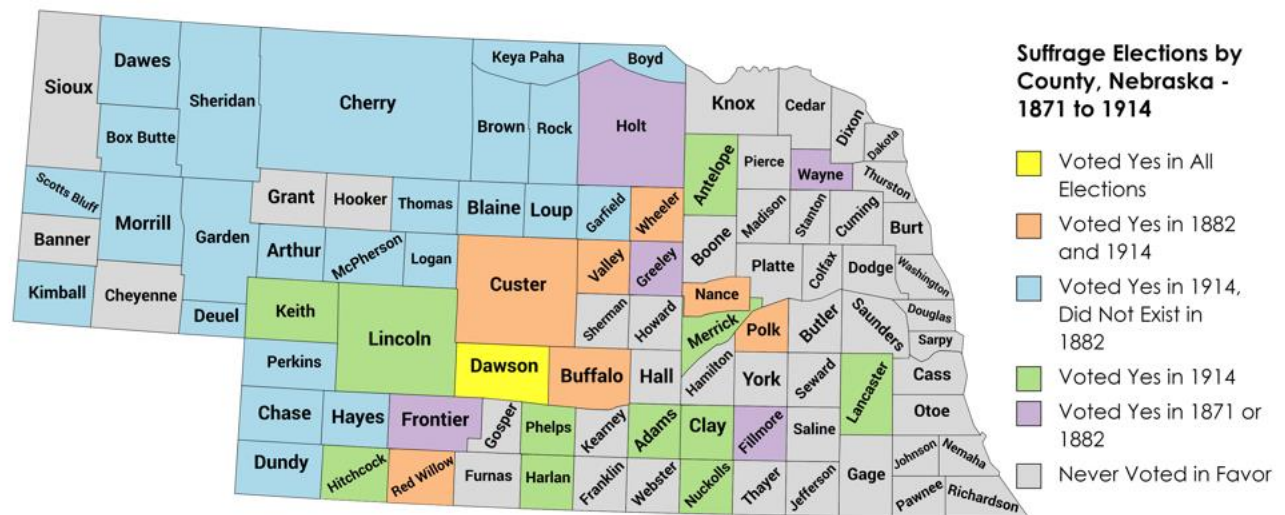 Suffrage Elections by
County, Nebraska -
1871 to 1914
Voted Yes in All
Elections
Voted Yes in 1882
and 1914
Voted Yes in 1914,
Did Not Exist in
1882
Voted Yes in 1914
Voted Yes in 1871 or
1882
Never Voted in Favor
Sioux
Dawes
Sheridan
Cherry
Keya Paha
Boyd
Box Butte
Brown
Rock
Holt
Knox
Cedar
Dixon
Dakota
Antelope
Pierce
Wayne
Thurston
Scotts Bluff
Morrill
Garden
Grant
Hooker
Thomas
Blaine
Loup
Garfield
Wheeler
Madison
Stanton
Cuming
Burt
Banner
Arthur
McPherson
Logan
Custer
Valley
Greeley
Boone
Platte
Colfax
Dodge
Washington
Kimball
Cheyenne
Deuel
Keith
Lincoln
Sherman
Howard
Nance
Merrick
Polk
Butler
Saunders
Douglas
Sarpy
Perkins
Dawson
Buffalo
Hall
Hamilton
York
Seward
Lancaster
Cass
Otoe
Chase
Hayes
Frontier
Gosper
Phelps
Kearney
Adams
Clay
Fillmore
Saline
Johnson
Nemaha
Dundy
Hitchcock
Red Willow
Furnas
Harlan
Franklin
Webster
Nuckolls
Thayer
Jefferson
Gage
Pawnee
Richardson